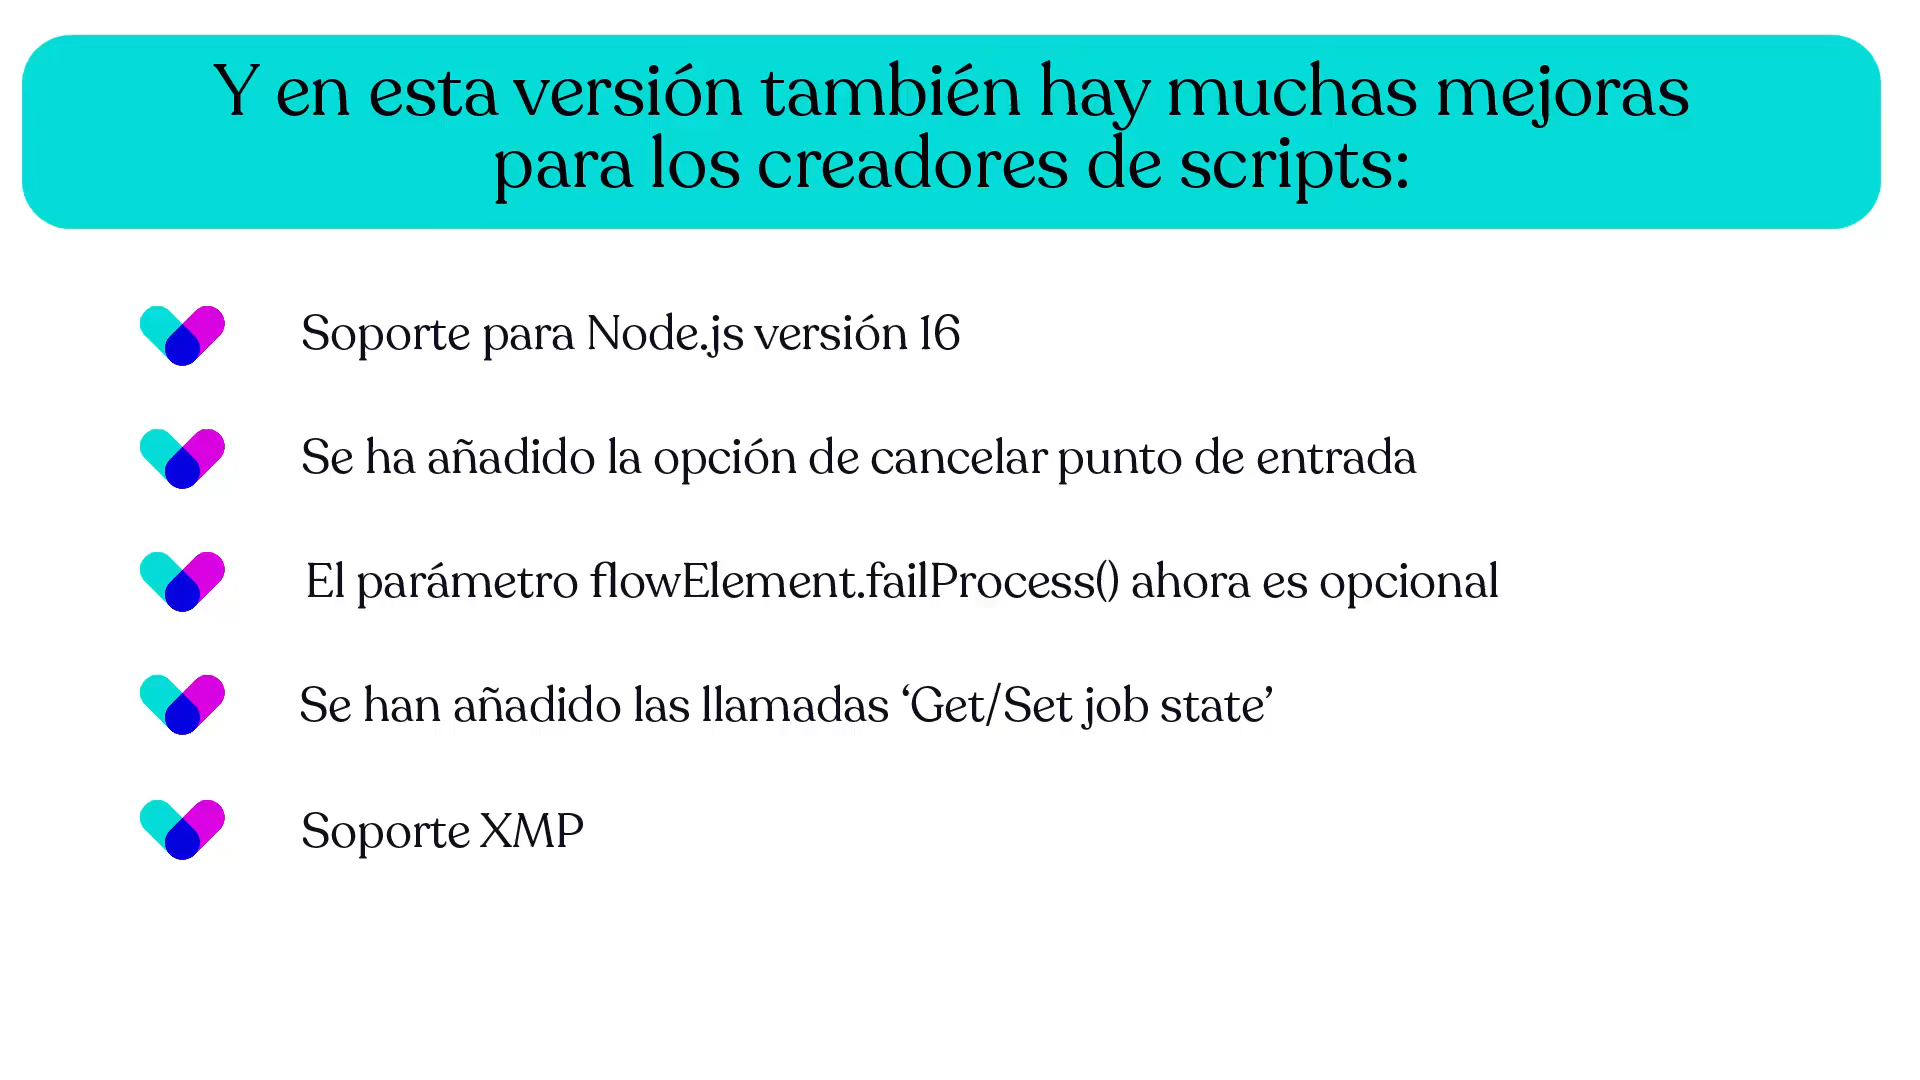 Y en esta versión también hay muchas mejoras
para los creadores de scripts:
Soporte para Node.js versión 16
Se ha añadido la opción de cancelar punto de entrada
El parámetro flowElement.failProcess() ahora es opcional
Se han añadido las llamadas ‘Get/Set job state’
Soporte XMP